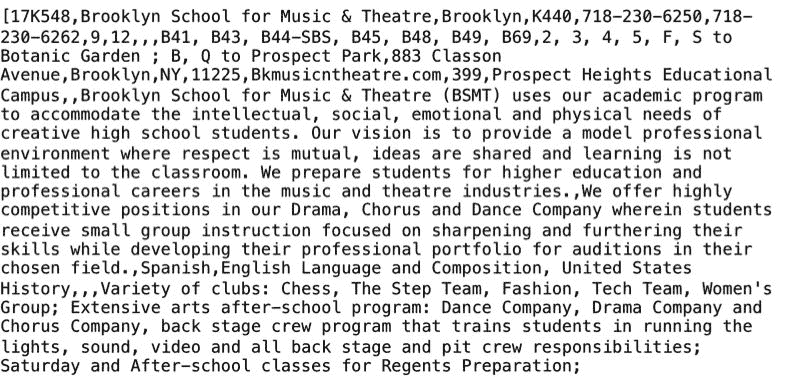 [17K548,Brooklyn School for Music & Theatre,Brooklyn,K440,718-230-6250,718-
230-6262,9,12,,,B41, B43, B44-SBS, B45, B48, B49, B69,2, 3, 4, 5, F, S to
Botanic Garden ; B, Q to Prospect Park,883 Classon
Avenue,Brooklyn,NY,11225,Bkmusicntheatre.com,399,Prospect Heights Educational
Campus,,Brooklyn School for Music & Theatre (BSMT) uses our academic program
to accommodate the intellectual, social, emotional and physical needs of
creative high school students. Our vision is to provide a model professional
environment where respect is mutual, ideas are shared and learning is not
limited to the classroom. We prepare students for higher education and
professional careers in the music and theatre industries.,We offer highly
competitive positions in our Drama, Chorus and Dance Company wherein students
receive small group instruction focused on sharpening and furthering their
skills while developing their professional portfolio for auditions in their
chosen field.,Spanish,English Language and Composition, United States
History,,,Variety of clubs: Chess, The Step Team, Fashion, Tech Team, Women's
Group; Extensive arts after-school program: Dance Company, Drama Company and
Chorus Company, back stage crew program that trains students in running the
lights, sound, video and all back stage and pit crew responsibilities;
Saturday and After-school classes for Regents Preparation;